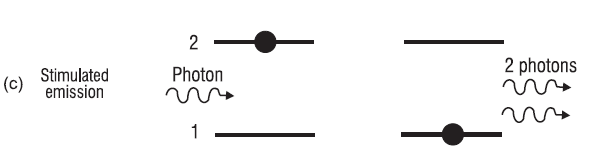 2
(c) Stimulated
emission
Photon
2 photons
1